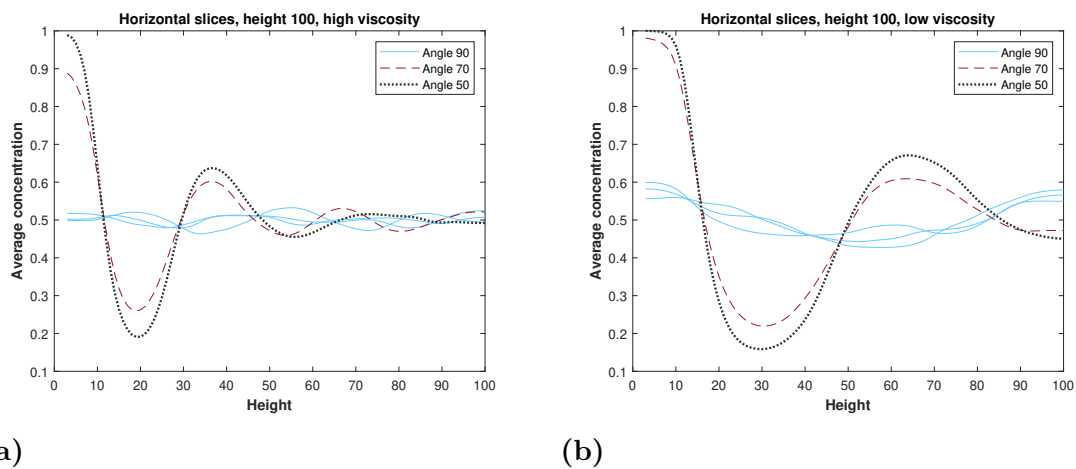 Horizontal slices, height 100, high viscosity
1
0.9
0.8
0.7
0.6
0.5
0.4
0.3
0.2
0.1
Average concentration
Angle 90
Angle 70
Angle 50
0 10 20 30 40 50 60 70 80 90 100
Height
a)
Horizontal slices, height 100, low viscosity
1
0.9
0.8
0.7
0.6
0.5
0.4
0.3
0.2
0.1
Average concentration
Angle 90
Angle 70
Angle 50
0 10 20 30 40 50 60 70 80 90 100
Height
(b)